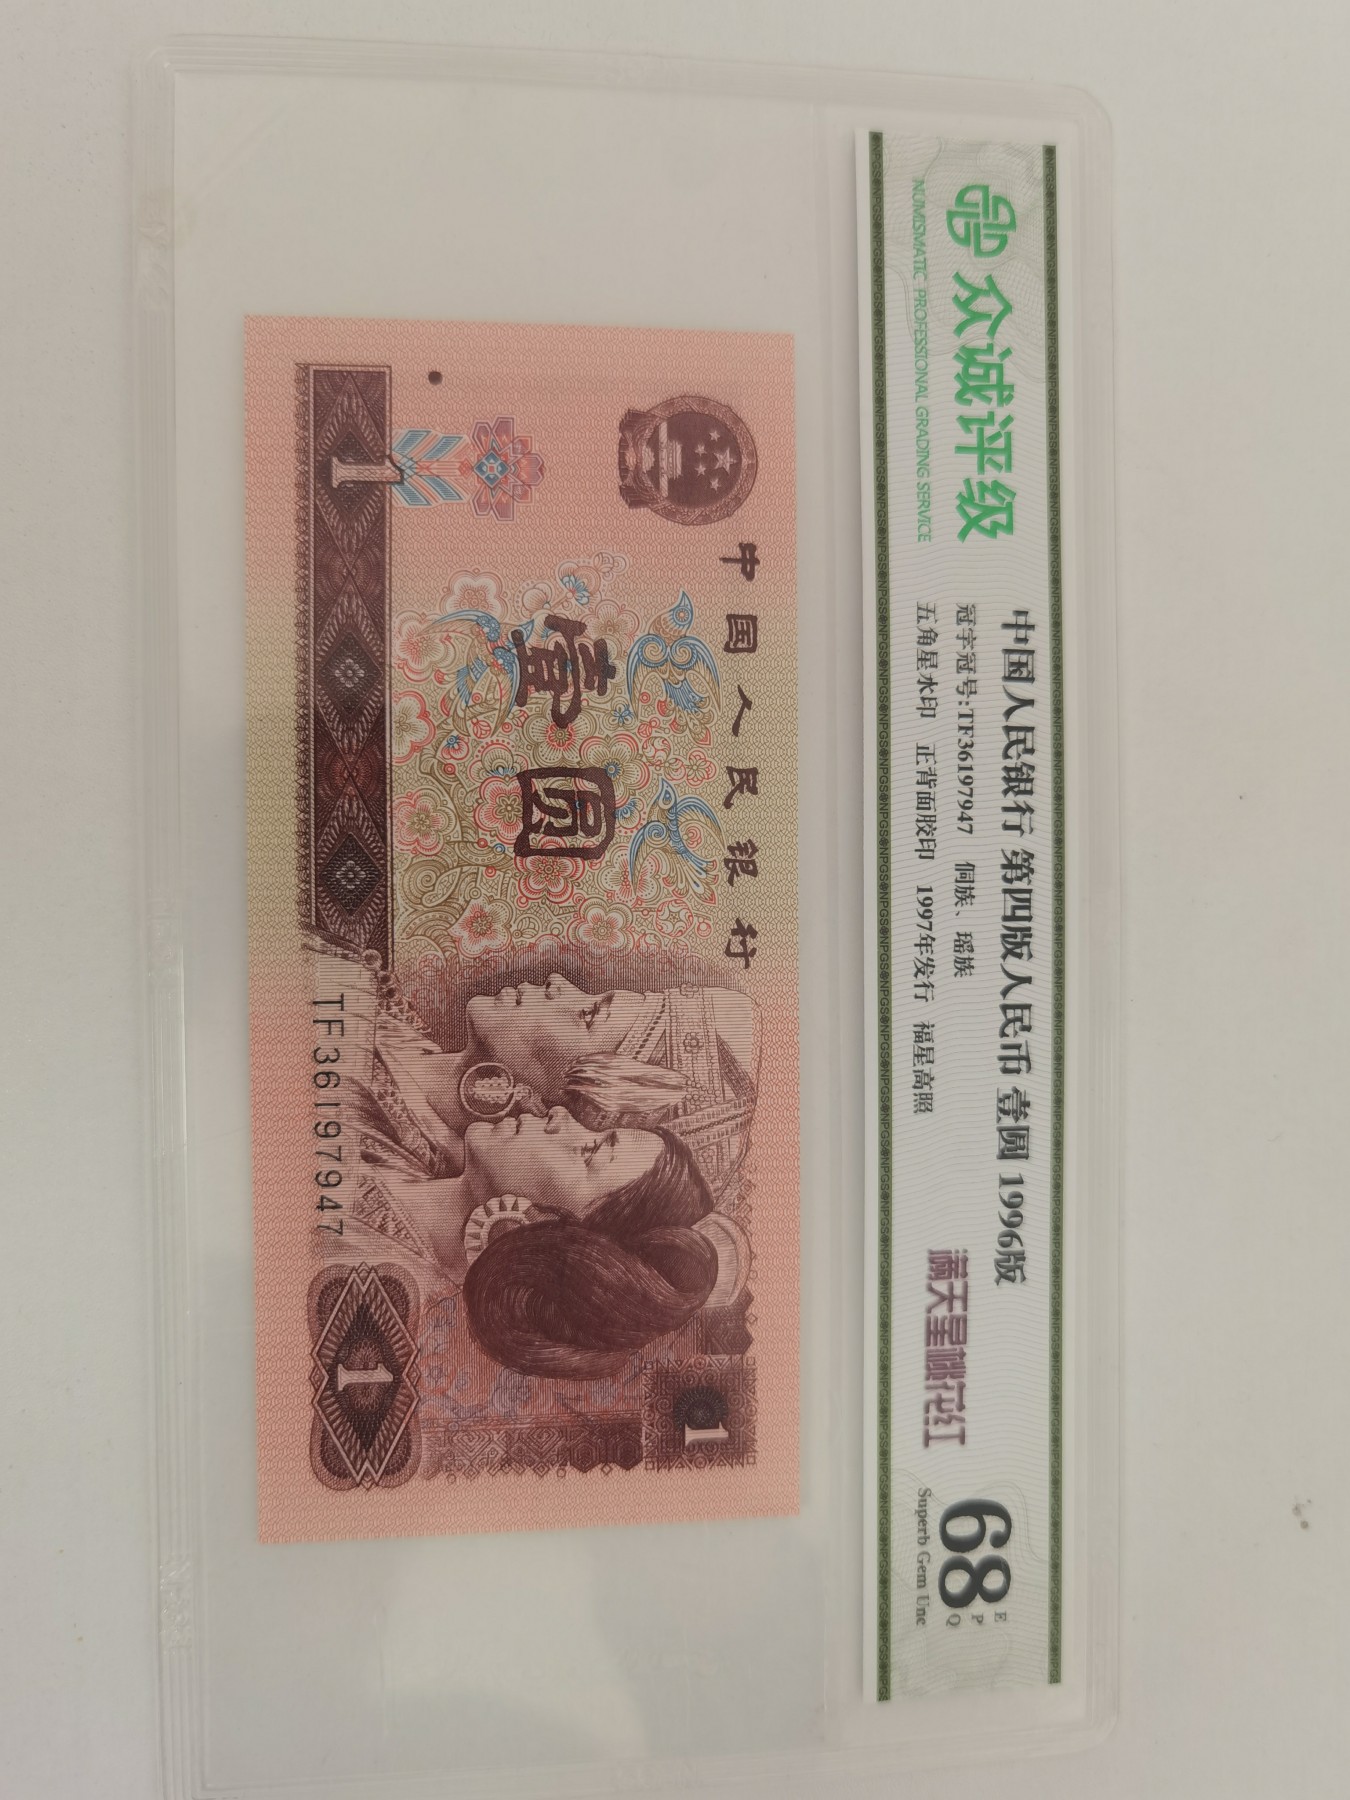 众诚评级
NUMISMATIC PROFESSIONAL GRADING SERVICE
中国人民银行 第四版人民币 壹圆 1996版
冠字冠号:TF36197947 侗族、瑶族
五角星水印 正背面胶印 1997年发行 福星高照
满天星桃花红
68
EPQ
Superb Gem Unc
中国人民银行
壹圆
1
TF36197947
1
1